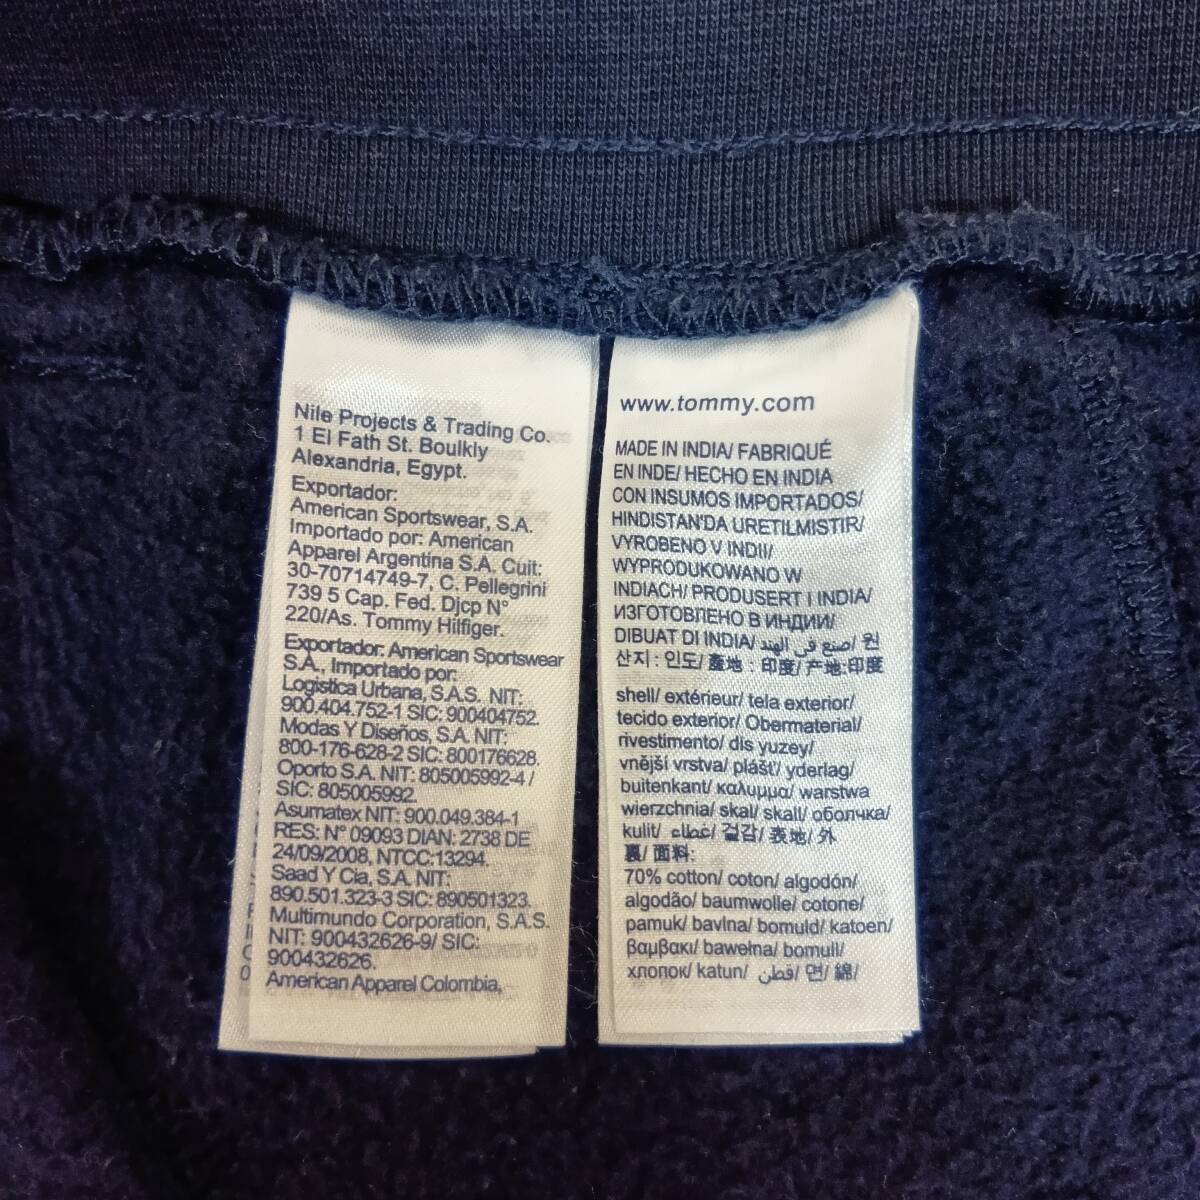 Nile Projects & Trading Co.
1 El Fath St. Boulkly
Alexandria, Egypt.
Exportador:
American Sportswear, S.A.
Importado por: American
Apparel Argentina S.A. Cuit:
30-70714749-7, C. Pellegrini
739 5 Cap. Fed. Djcp N°
220/As. Tommy Hilfiger.
Exportador: American Sportswear
S.A., Importado por:
Logistica Urbana, S.A.S. NIT:
900.404.752-1 SIC: 900404752.
Modas Y Diseños, S.A. NIT:
800-176-628-2 SIC: 800176628.
Oporto S.A. NIT: 805005992-4 /
SIC: 805005992.
Asumatex NIT: 900.049.384-1
RES: N° 09093 DIAN: 2738 DE
24/09/2008, NTCC:13294.
Saad Y Cia, S.A. NIT:
890.501.323-3 SIC: 890501323.
Multimundo Corporation, S.A.S.
NIT: 900432626-9/ SIC:
900432626.
American Apparel Colombia,
www.tommy.com
MADE IN INDIA/ FABRIQUÉ
EN INDE/ HECHO EN INDIA
CON INSUMOS IMPORTADOS/
HINDISTAN'DA URETILMISTIR/
VYROBENO V INDII/
WYPRODUKOWANO W
INDIACH/ PRODUSERT I INDIA/
ИЗГОТОВЛЕНО В ИНДИИ/
DIBUAT DI INDIA/ صنع في الهند/ 원
산지 : 인도/ 產地 : 印度/ 产地:印度
shell/ extérieur/ tela exterior/
tecido exterior/ Obermaterial/
rivestimento/ dis yuzey/
vnější vrstva/ plášť/ yderlag/
buitenkant/ καλυμμα/ warstwa
wierzchnia/ skal/ skall/ оболчка/
kulit/ غطاء/ 겉감/ 表地/ 外
裏/ 面料:
70% cotton/ coton/ algodón/
algodão/ baumwolle/ cotone/
pamuk/ bavlna/ bomuld/ katoen/
βαμβακι/ bawełna/ bomull/
хлопок/ katun/ قطن/ 면/ 綿/